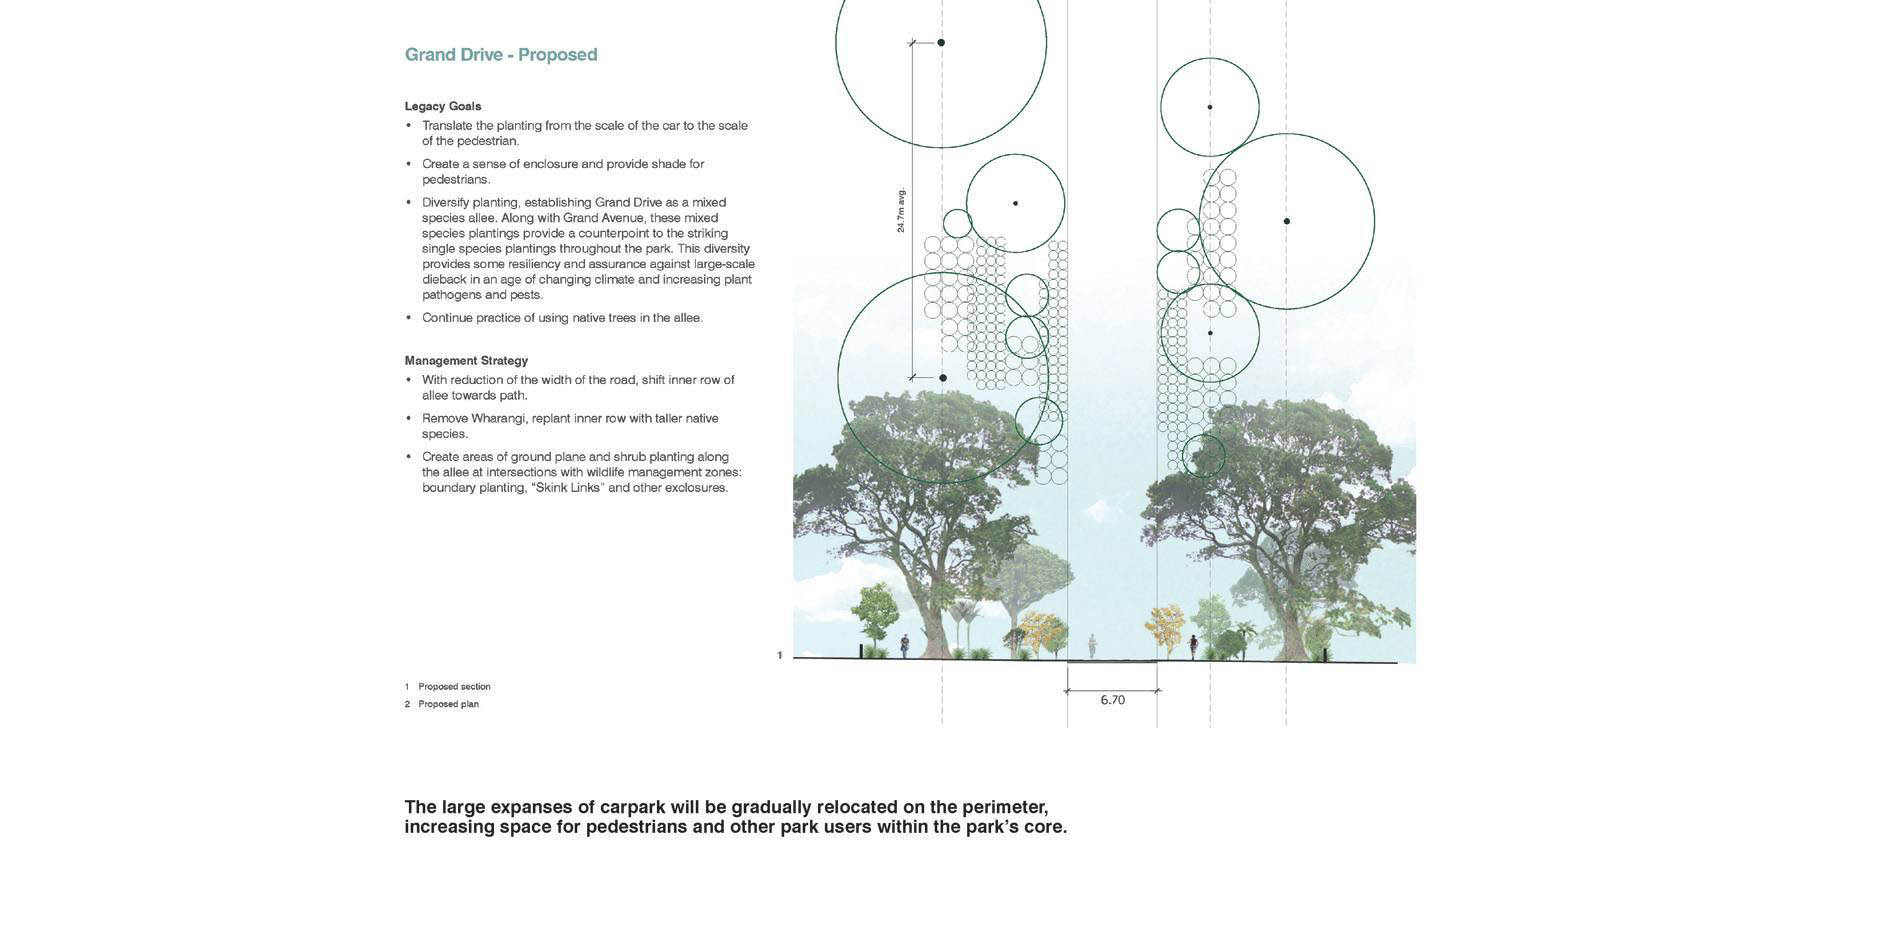 Grand Drive - Proposed
Legacy Goals
• Translate the planting from the scale of the car to the scale
of the pedestrian.
• Create a sense of enclosure and provide shade for
pedestrians.
• Diversify planting, establishing Grand Drive as a mixed
species allee. Along with Grand Avenue, these mixed
species plantings provide a counterpoint to the striking
single species plantings throughout the park. This diversity
provides some resiliency and assurance against large-scale
dieback in an age of changing climate and increasing plant
pathogens and pests.
• Continue practice of using native trees in the allee.
Management Strategy
• With reduction of the width of the road, shift inner row of
allee towards path.
• Remove Wharangi, replant inner row with taller native
species.
• Create areas of ground plane and shrub planting along
the allee at intersections with wildlife management zones:
boundary planting, “Skink Links” and other exclosures.
1 Proposed section
2 Proposed plan
24.7m avg.
1
6.70
The large expanses of carpark will be gradually relocated on the perimeter,
increasing space for pedestrians and other park users within the park’s core.